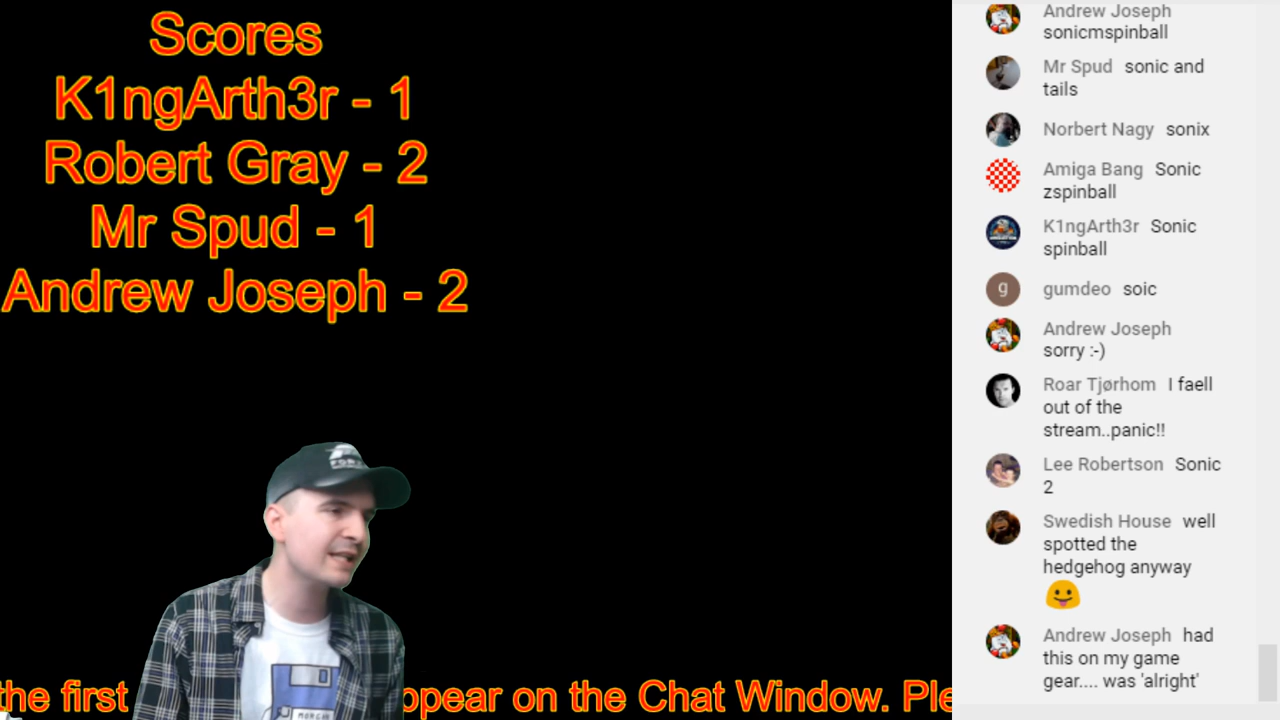 Scores
K1ngArth3r - 1
Robert Gray - 2
Mr Spud - 1
Andrew Joseph - 2
the first ppear on the Chat Window. Ple
Andrew Joseph
sonicmspinball
Mr Spud sonic and
tails
Norbert Nagy sonix
Amiga Bang Sonic
zspinball
K1ngArth3r Sonic
spinball
g
gumdeo soic
Andrew Joseph
sorry :-)
Roar Tjørhom I faell
out of the
stream..panic!!
Lee Robertson Sonic
2
Swedish House well
spotted the
hedgehog anyway
Andrew Joseph had
this on my game
gear.... was 'alright'